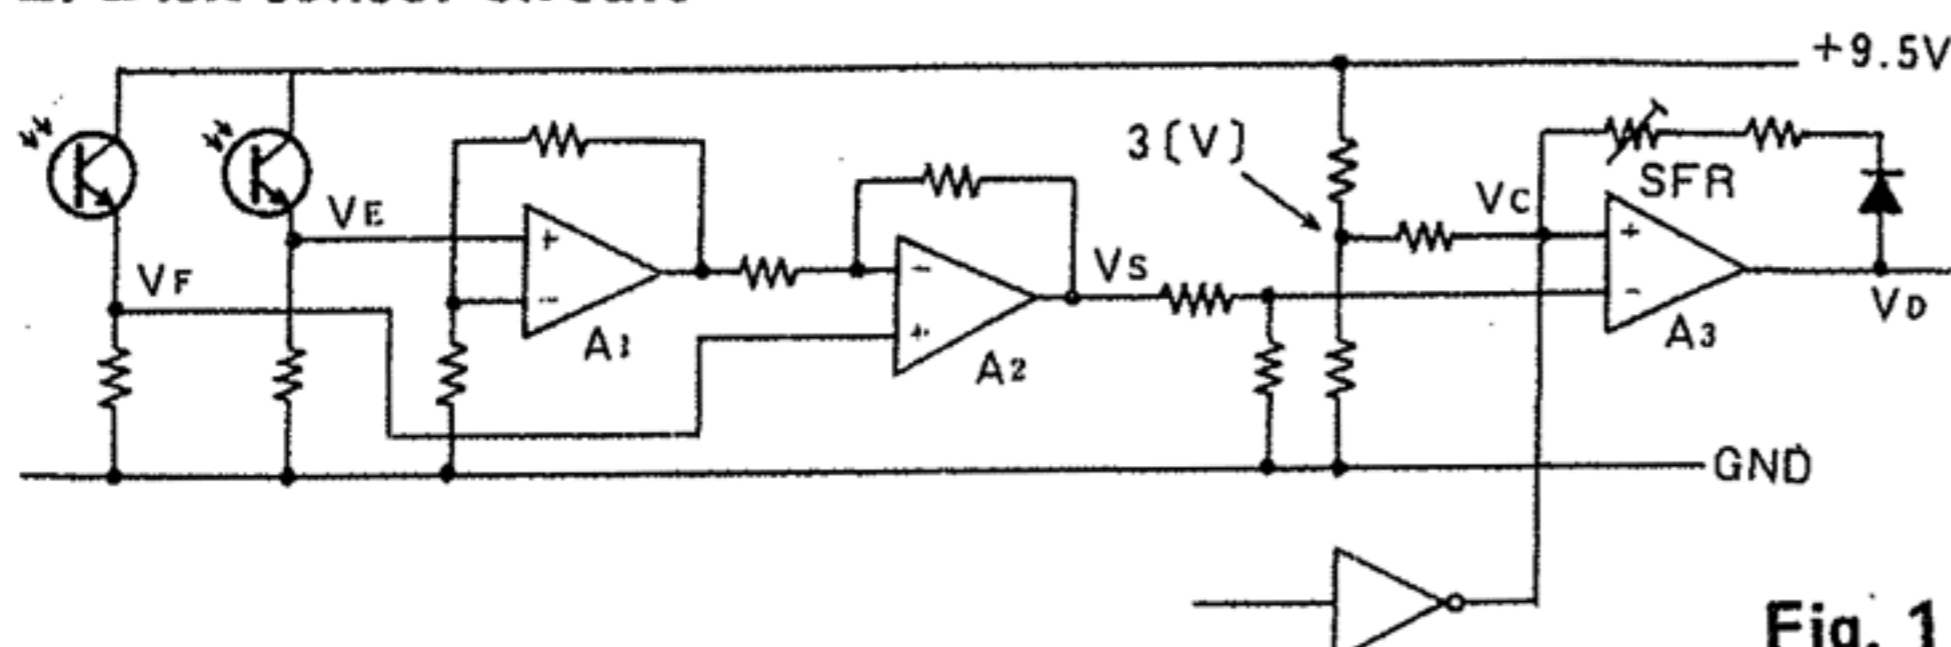 +9.5V
3(V)
SFR
VC
VE
VF
VS
+
-
A1
-
+
A2
+
-
A3
VD
GND
Fig. 1